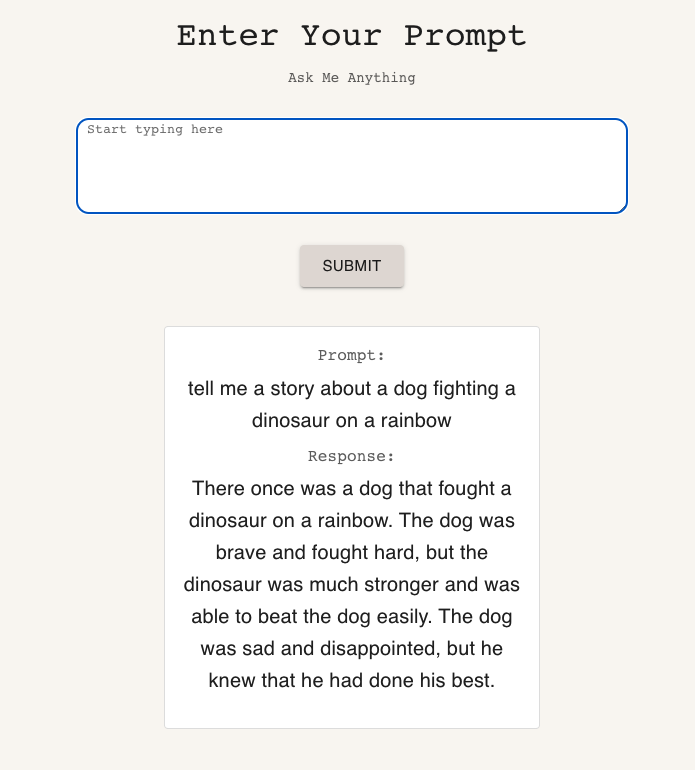 Enter Your Prompt
Ask Me Anything
Start typing here
SUBMIT
Prompt:
tell me a story about a dog fighting a
dinosaur on a rainbow
Response:
There once was a dog that fought a
dinosaur on a rainbow. The dog was
brave and fought hard, but the
dinosaur was much stronger and was
able to beat the dog easily. The dog
was sad and disappointed, but he
knew that he had done his best.